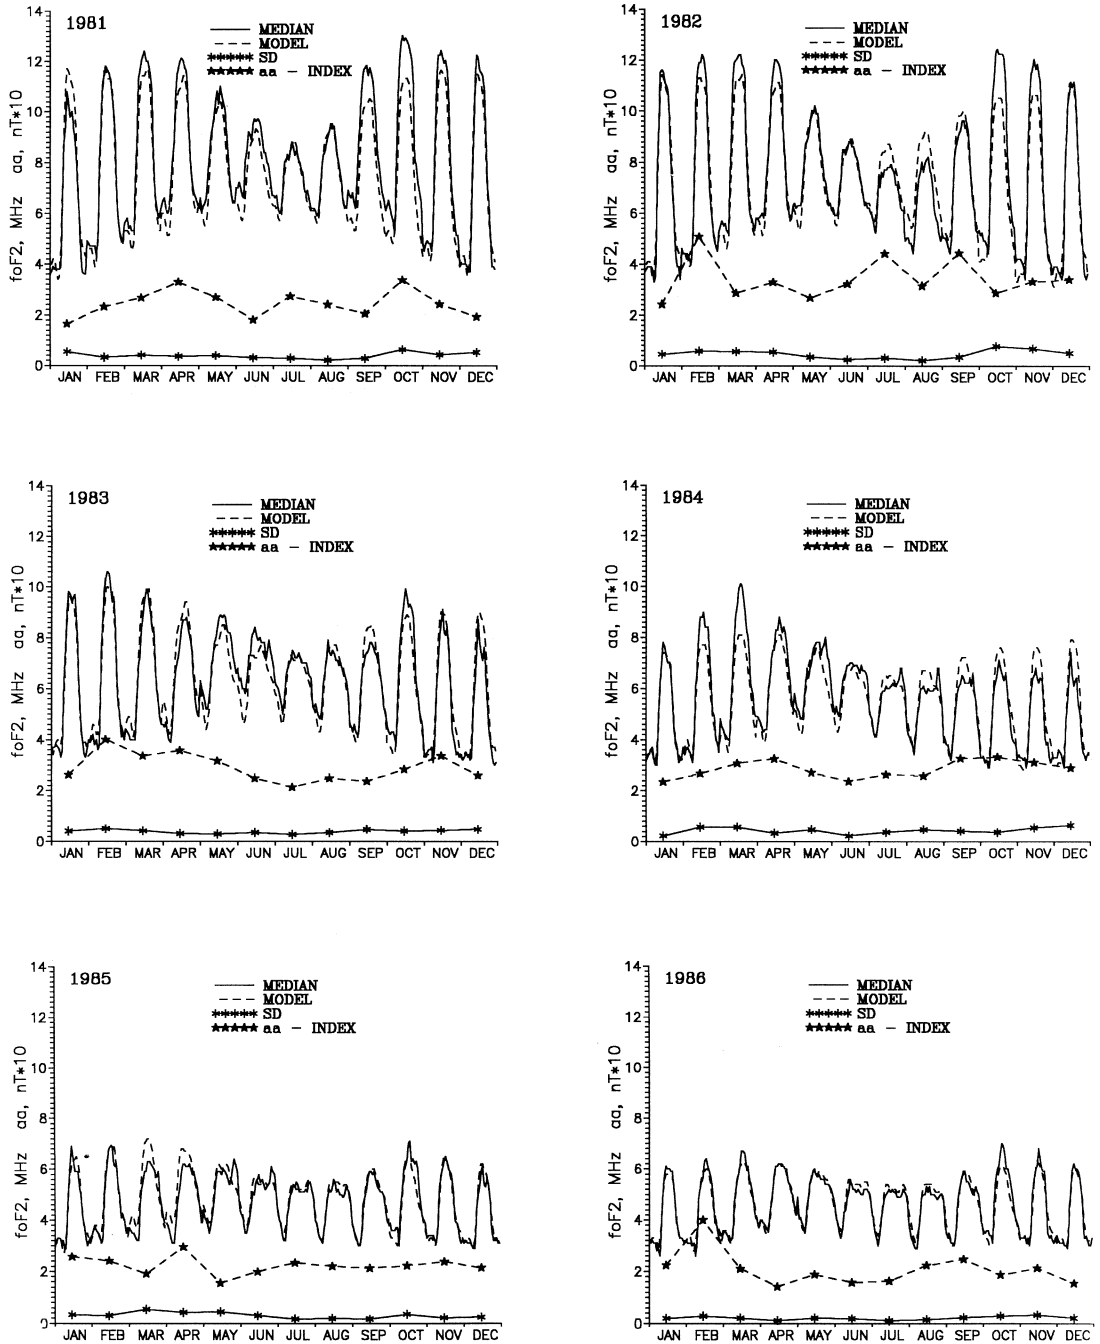 1981
MEDIAN
MODEL
SD
aa - INDEX
foF2, MHz aa, nT*10
14
12
10
8
6
4
2
0
JAN FEB MAR APR MAY JUN JUL AUG SEP OCT NOV DEC
1982
MEDIAN
MODEL
SD
aa - INDEX
foF2, MHz aa, nT*10
14
12
10
8
6
4
2
0
JAN FEB MAR APR MAY JUN JUL AUG SEP OCT NOV DEC
1983
MEDIAN
MODEL
SD
aa - INDEX
foF2, MHz aa, nT*10
14
12
10
8
6
4
2
0
JAN FEB MAR APR MAY JUN JUL AUG SEP OCT NOV DEC
1984
MEDIAN
MODEL
SD
aa - INDEX
foF2, MHz aa, nT*10
14
12
10
8
6
4
2
0
JAN FEB MAR APR MAY JUN JUL AUG SEP OCT NOV DEC
1985
MEDIAN
MODEL
SD
aa - INDEX
foF2, MHz aa, nT*10
14
12
10
8
6
4
2
0
JAN FEB MAR APR MAY JUN JUL AUG SEP OCT NOV DEC
1986
MEDIAN
MODEL
SD
aa - INDEX
foF2, MHz aa, nT*10
14
12
10
8
6
4
2
0
JAN FEB MAR APR MAY JUN JUL AUG SEP OCT NOV DEC